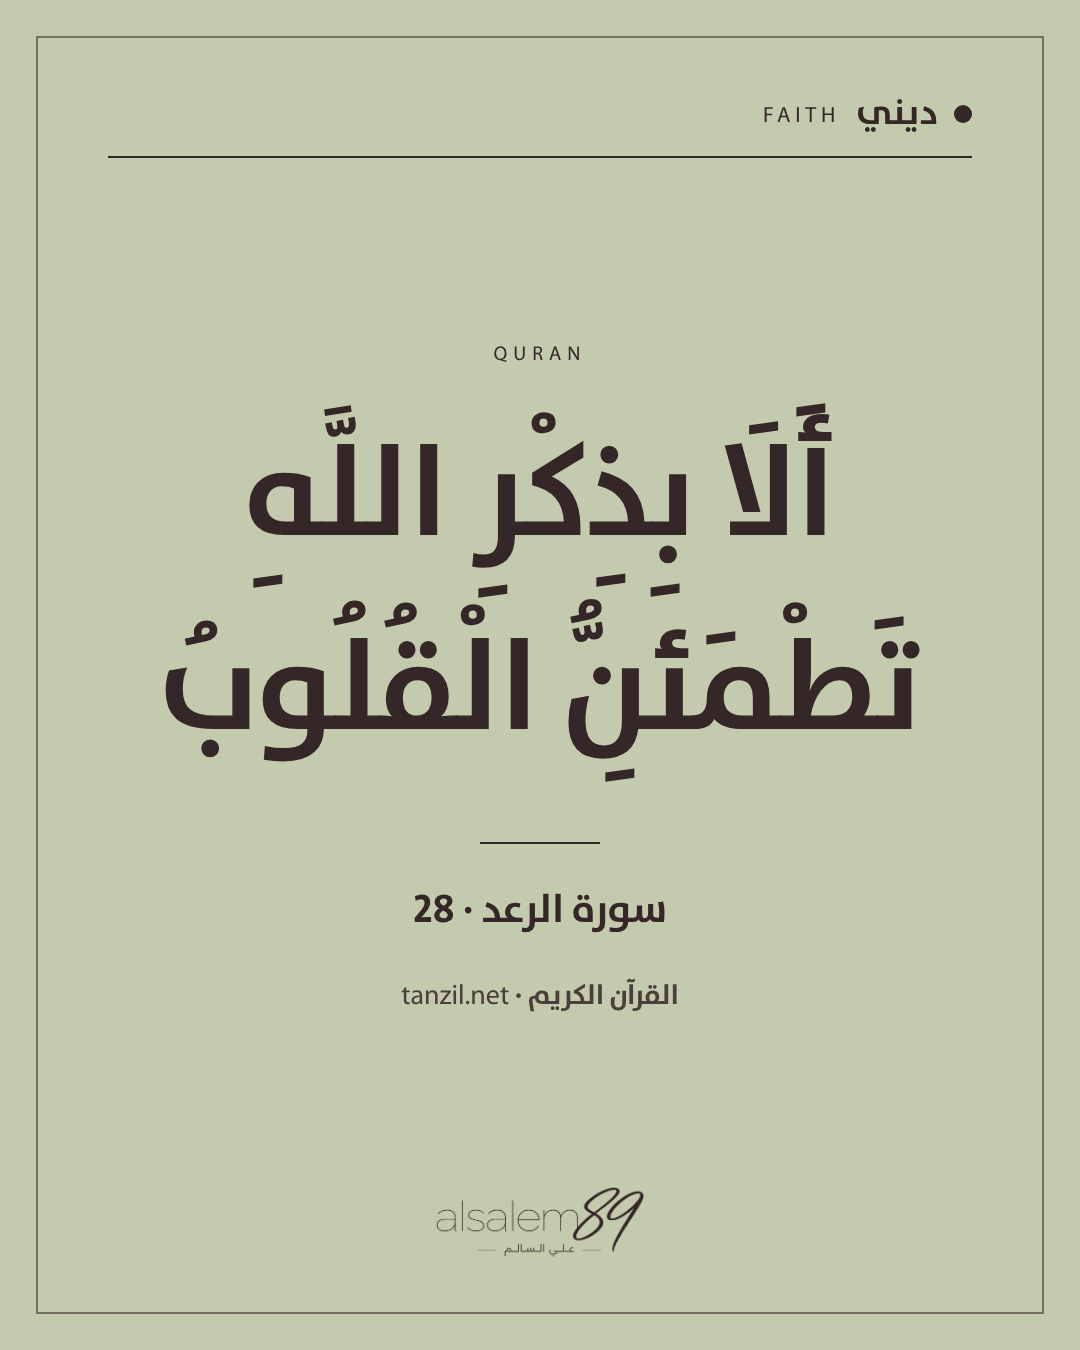 ديني FAITH
QURAN
أَلَا بِذِكْرِ اللَّهِ
تَطْمَئِنُّ الْقُلُوبُ
سورة الرعد · 28
القرآن الكريم · tanzil.net
alsalem89
علي السالم